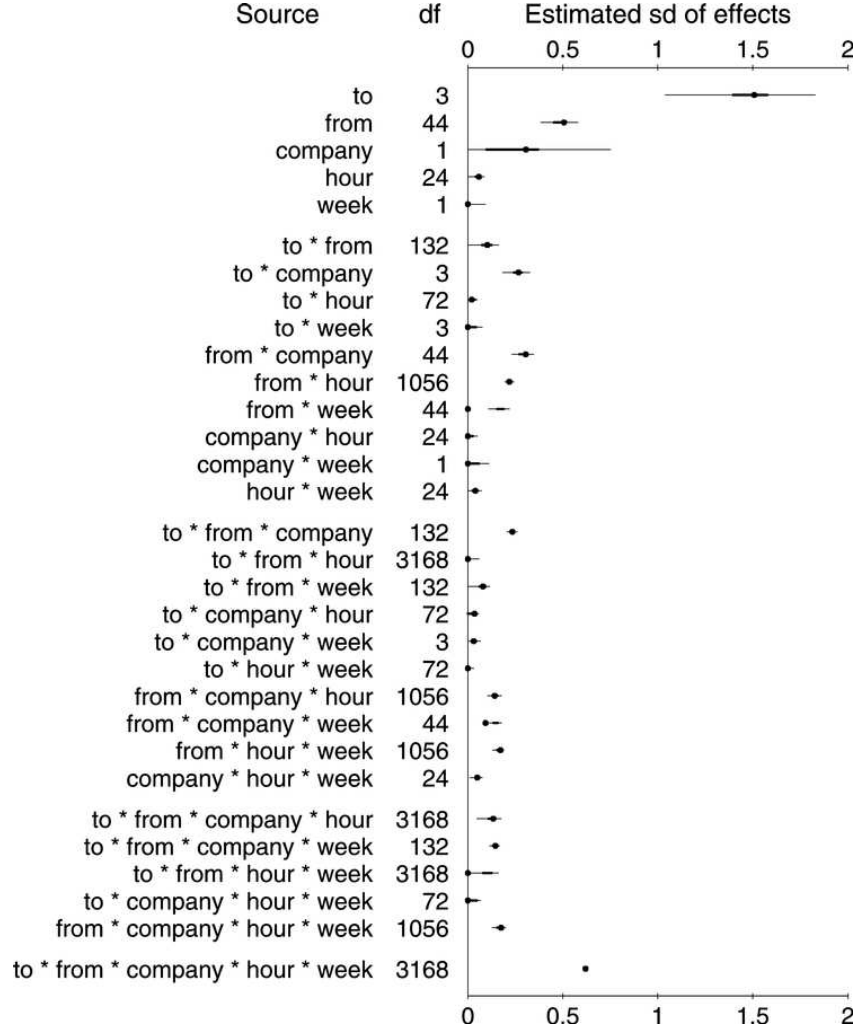 Source df Estimated sd of effects
0 0.5 1 1.5 2
to 3
from 44
company 1
hour 24
week 1
to * from 132
to * company 3
to * hour 72
to * week 3
from * company 44
from * hour 1056
from * week 44
company * hour 24
company * week 1
hour * week 24
to * from * company 132
to * from * hour 3168
to * from * week 132
to * company * hour 72
to * company * week 3
to * hour * week 72
from * company * hour 1056
from * company * week 44
from * hour * week 1056
company * hour * week 24
to * from * company * hour 3168
to * from * company * week 132
to * from * hour * week 3168
to * company * hour * week 72
from * company * hour * week 1056
to * from * company * hour * week 3168
0 0.5 1 1.5 2